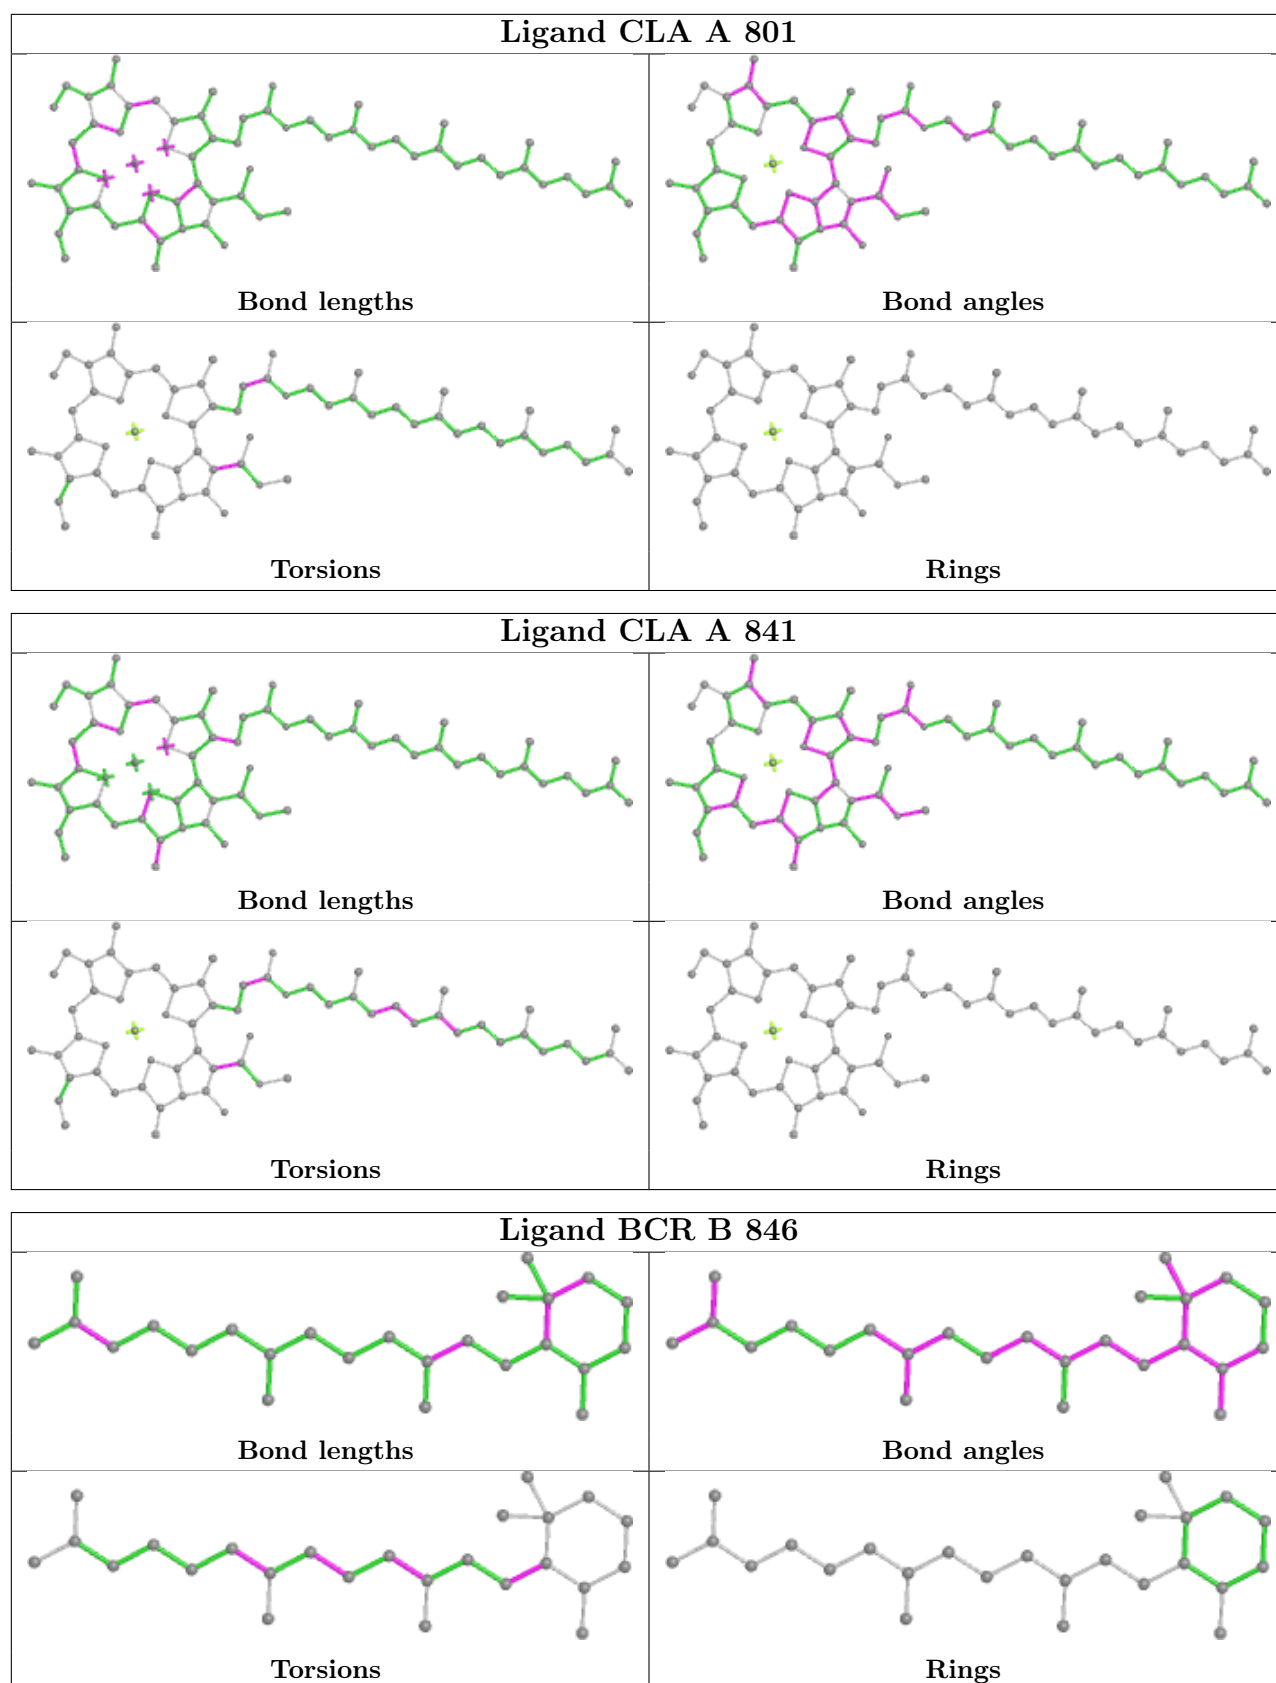 Ligand CLA A 801
Bond lengths
Bond angles
Torsions
Rings
Ligand CLA A 841
Bond lengths
Bond angles
Torsions
Rings
Ligand BCR B 846
Bond lengths
Bond angles
Torsions
Rings